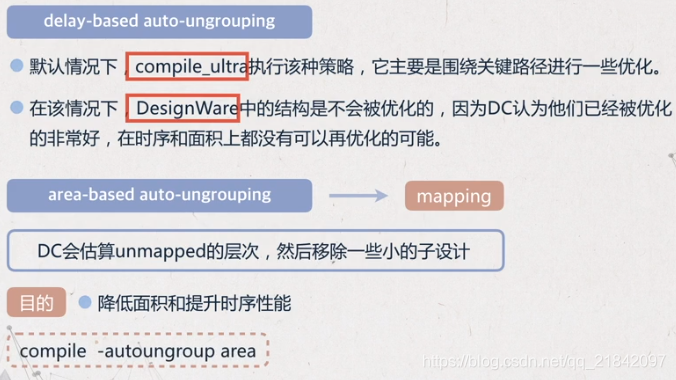 delay-based auto-ungrouping
默认情况下，compile_ultra执行该种策略，它主要是围绕关键路径进行一些优化。
在该情况下，DesignWare中的结构是不会被优化的，因为DC认为他们已经被优化
的非常好，在时序和面积上都没有可以再优化的可能。
area-based auto-ungrouping
mapping
DC会估算unmapped的层次，然后移除一些小的子设计
目的
降低面积和提升时序性能
compile -autoungroup area
https://blog.csdn.net/qq_21842097